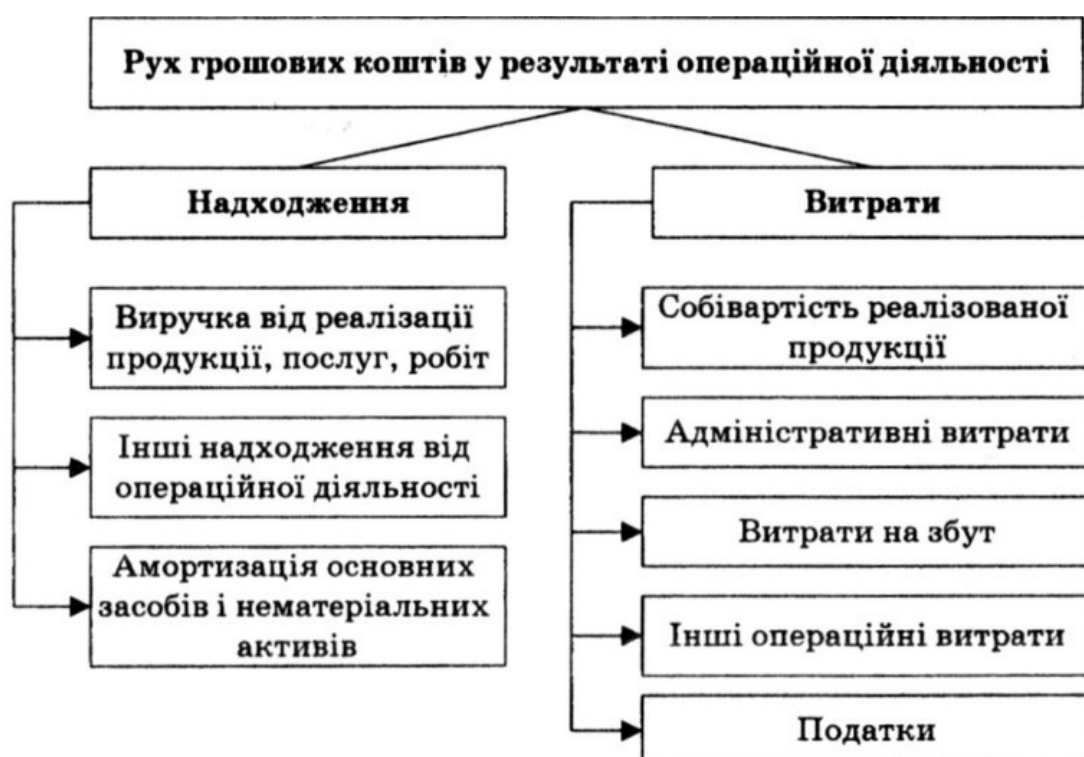 Рух грошових коштів у результаті операційної діяльності
Надходження
Виручка від реалізації
продукції, послуг, робіт
Інші надходження від
операційної діяльності
Амортизація основних
засобів і нематеріальних
активів
Витрати
Собівартість реалізованої
продукції
Адміністративні витрати
Витрати на збут
Інші операційні витрати
Податки